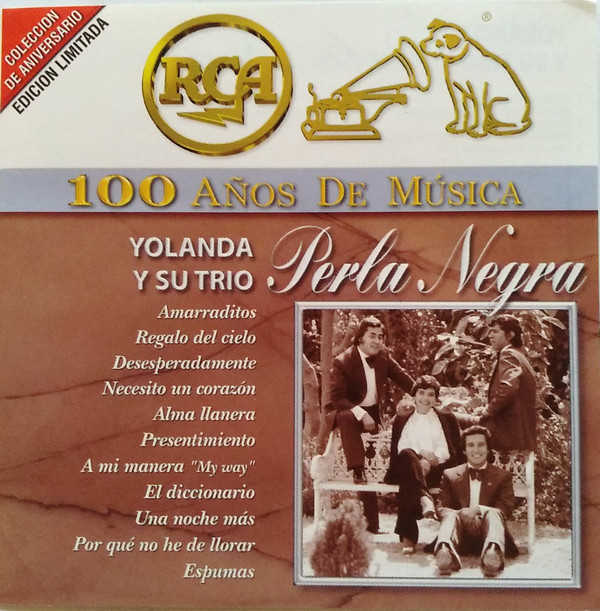 COLECCION
DE ANIVERSARIO
EDICION LIMITADA
RCA
®
100 AÑOS DE MÚSICA
YOLANDA
Y SU TRIO
Perla Negra
Amarraditos
Regalo del cielo
Desesperadamente
Necesito un corazón
Alma llanera
Presentimiento
A mi manera "My way"
El diccionario
Una noche más
Por qué no he de llorar
Espumas